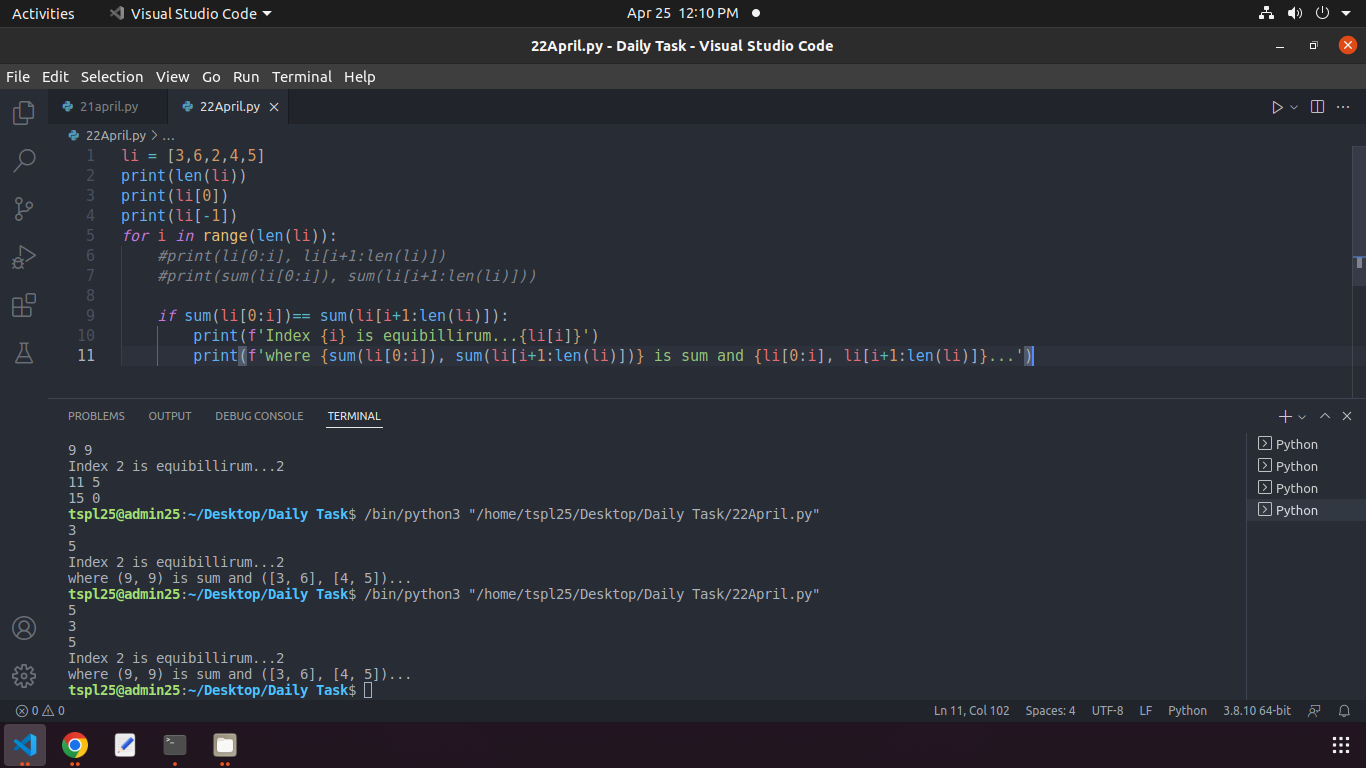 Activities Visual Studio Code Apr 25 12:10 PM
22April.py - Daily Task - Visual Studio Code
File Edit Selection View Go Run Terminal Help
21april.py 22April.py
22April.py > ...
1 li = [3,6,2,4,5]
2 print(len(li))
3 print(li[0])
4 print(li[-1])
5 for i in range(len(li)):
6 #print(li[0:i], li[i+1:len(li)])
7 #print(sum(li[0:i]), sum(li[i+1:len(li)]))
8
9 if sum(li[0:i])== sum(li[i+1:len(li)]):
10 print(f'Index {i} is equibillirum...{li[i]}')
11 print(f'where {sum(li[0:i]), sum(li[i+1:len(li)])} is sum and {li[0:i], li[i+1:len(li)]}...')
PROBLEMS OUTPUT DEBUG CONSOLE TERMINAL
9 9
Index 2 is equibillirum...2
11 5
15 0
tspl25@admin25:~/Desktop/Daily Task$ /bin/python3 "/home/tspl25/Desktop/Daily Task/22April.py"
3
5
Index 2 is equibillirum...2
where (9, 9) is sum and ([3, 6], [4, 5])...
tspl25@admin25:~/Desktop/Daily Task$ /bin/python3 "/home/tspl25/Desktop/Daily Task/22April.py"
5
3
5
Index 2 is equibillirum...2
where (9, 9) is sum and ([3, 6], [4, 5])...
tspl25@admin25:~/Desktop/Daily Task$
Python
Python
Python
Python
0 0 Ln 11, Col 102 Spaces: 4 UTF-8 LF Python 3.8.10 64-bit